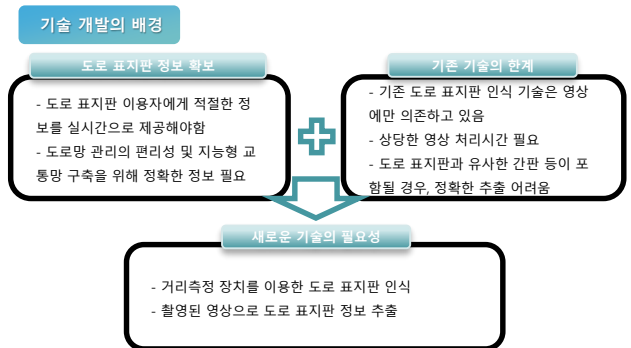 기술 개발의 배경
도로 표지판 정보 확보
- 도로 표지판 이용자에게 적절한 정
보를 실시간으로 제공해야함
- 도로망 관리의 편리성 및 지능형 교
통망 구축을 위해 정확한 정보 필요
기존 기술의 한계
- 기존 도로 표지판 인식 기술은 영상
에만 의존하고 있음
- 상당한 영상 처리시간 필요
- 도로 표지판과 유사한 간판 등이 포
함될 경우, 정확한 추출 어려움
새로운 기술의 필요성
- 거리측정 장치를 이용한 도로 표지판 인식
- 촬영된 영상으로 도로 표지판 정보 추출